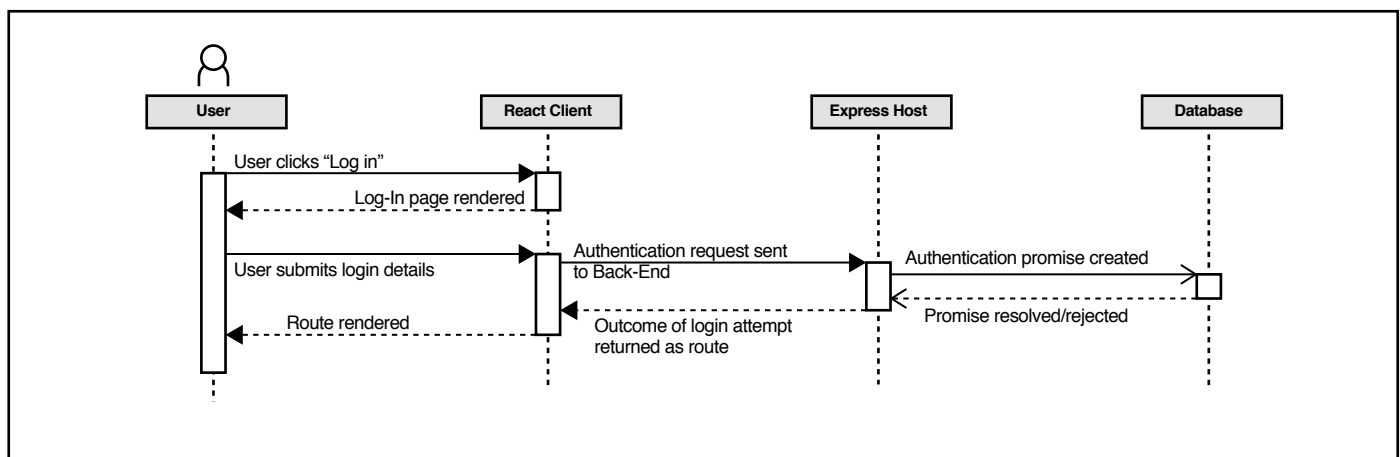 User
React Client
Express Host
Database
User clicks “Log in”
Log-In page rendered
User submits login details
Authentication request sent
to Back-End
Authentication promise created
Promise resolved/rejected
Outcome of login attempt
returned as route
Route rendered